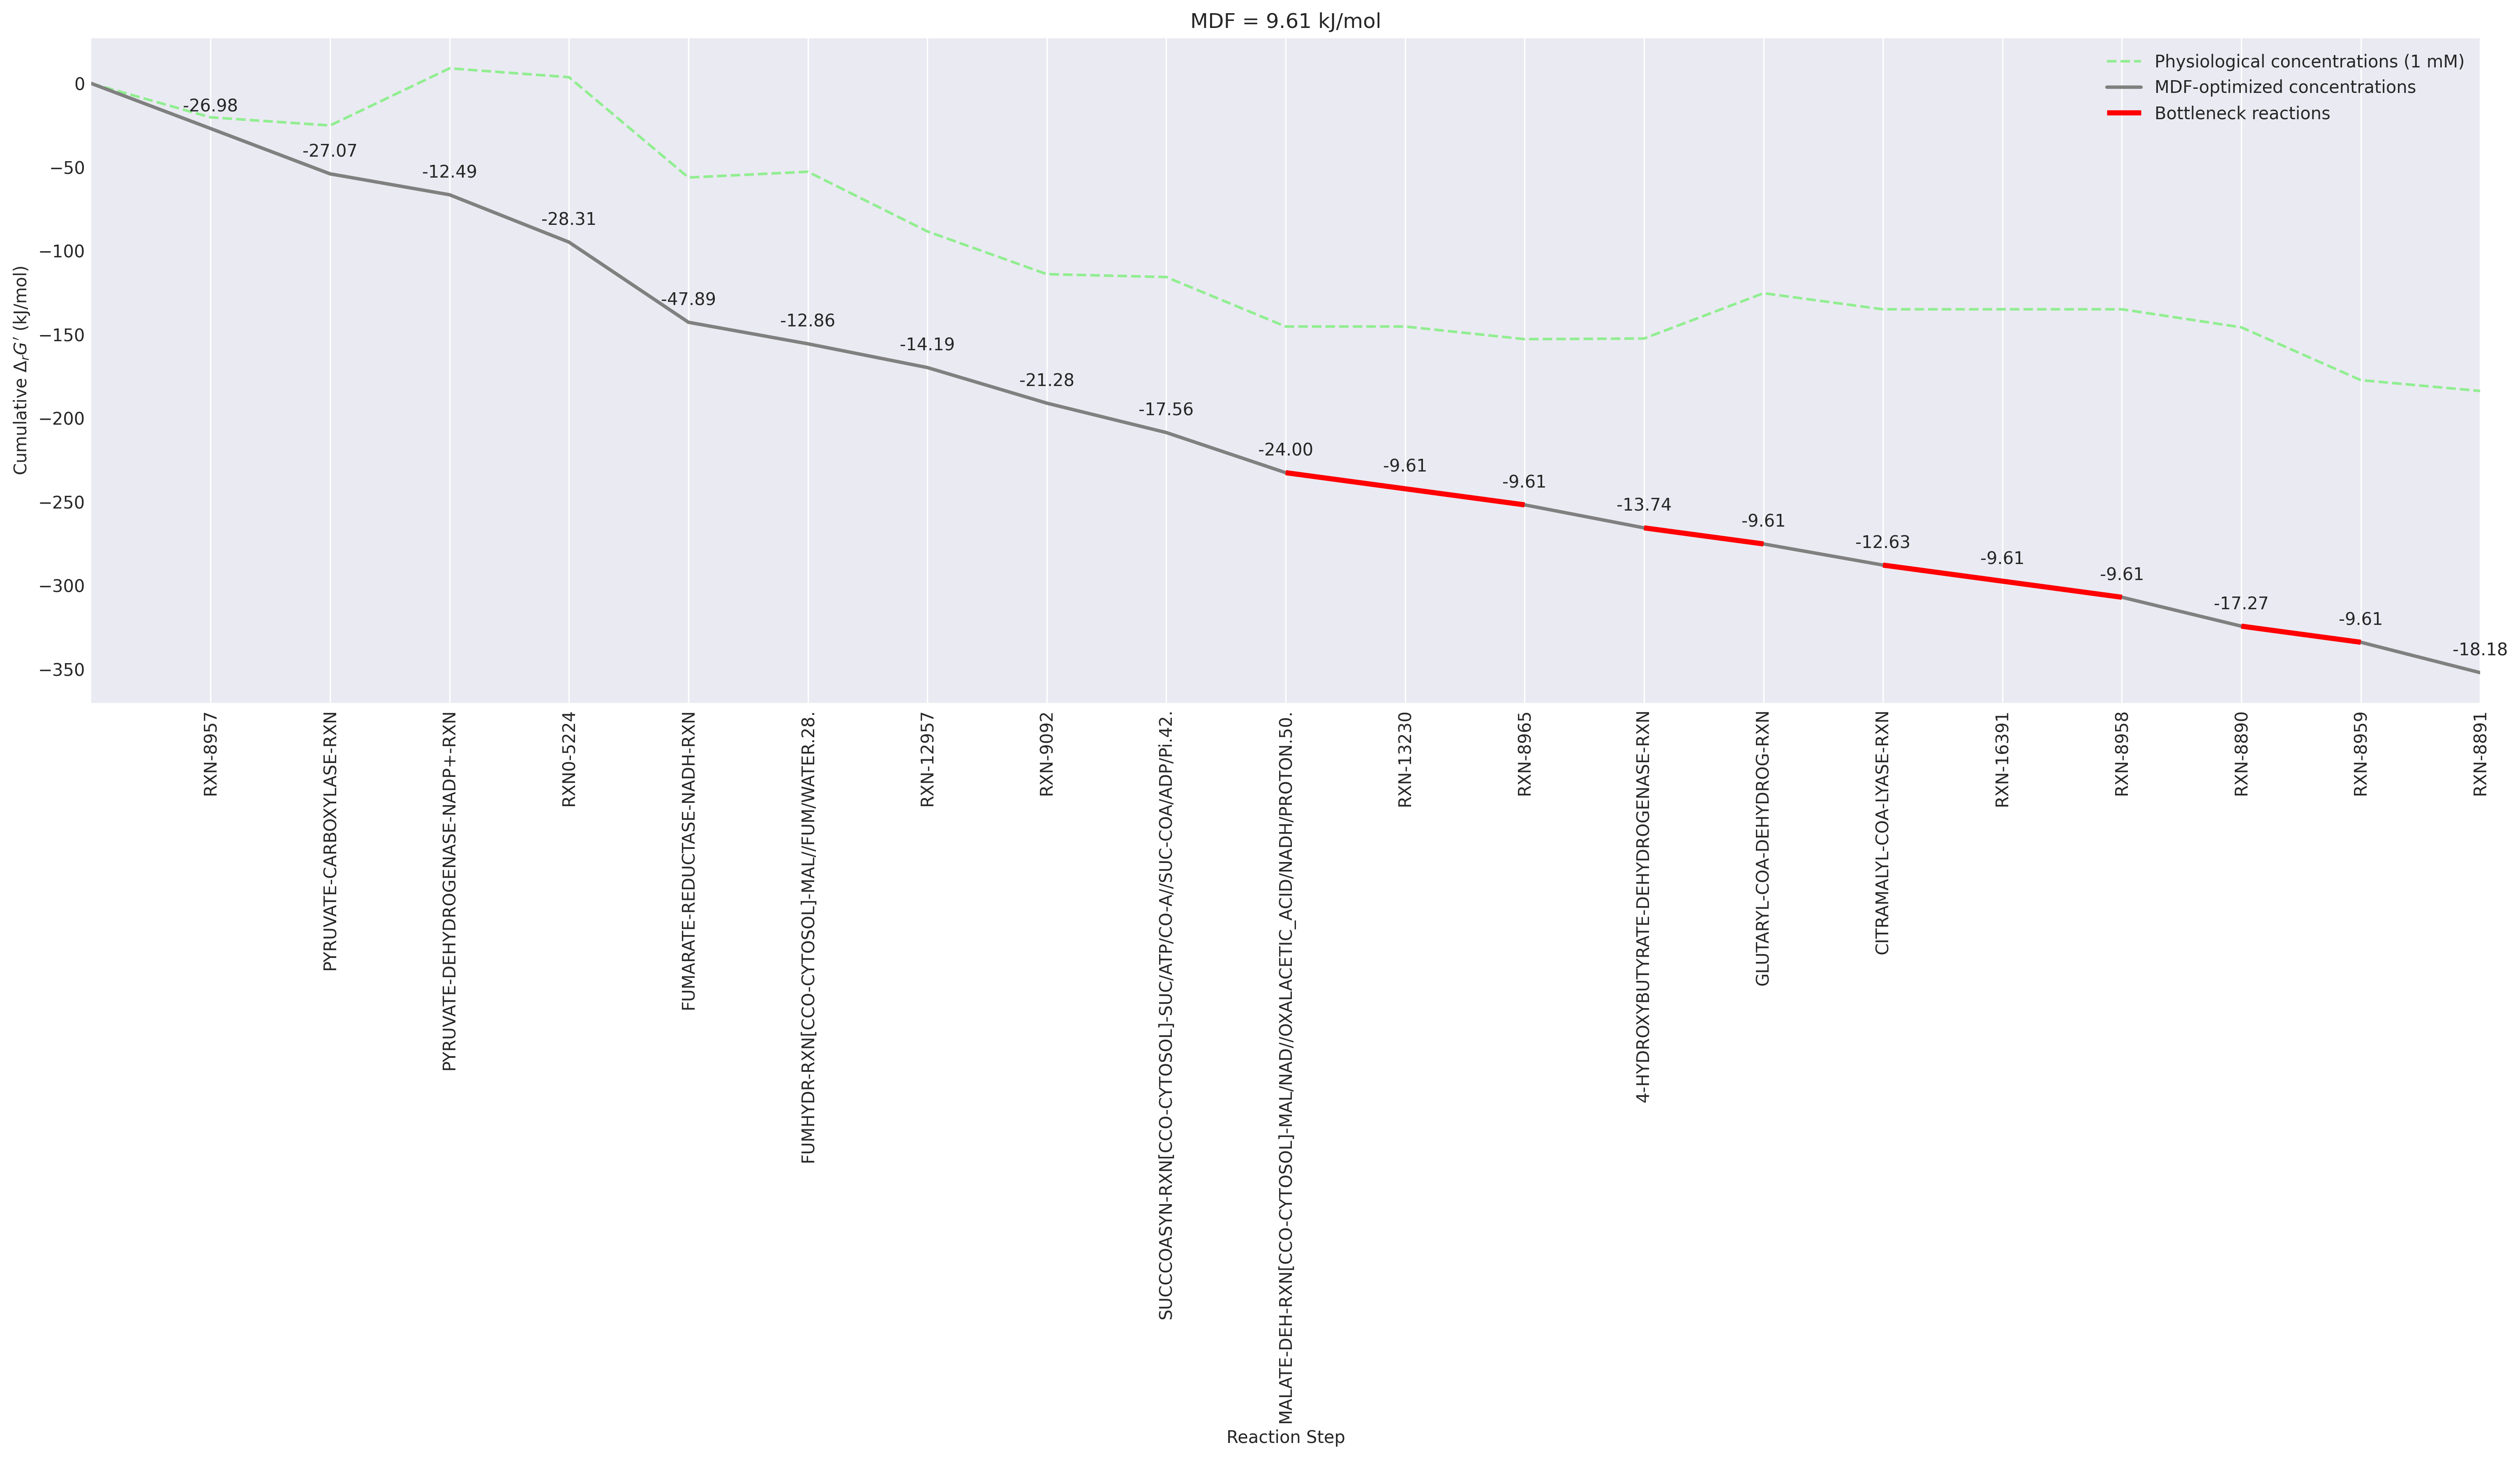 MDF = 9.61 kJ/mol
Physiological concentrations (1 mM)
MDF-optimized concentrations
Bottleneck reactions
Cumulative ΔrG′ (kJ/mol)
0
−50
−100
−150
−200
−250
−300
−350
-26.98
-27.07
-12.49
-28.31
-47.89
-12.86
-14.19
-21.28
-17.56
-24.00
-9.61
-9.61
-13.74
-9.61
-12.63
-9.61
-9.61
-17.27
-9.61
-18.18
RXN-8957
PYRUVATE-CARBOXYLASE-RXN
PYRUVATE-DEHYDROGENASE-NADP+-RXN
RXN0-5224
FUMARATE-REDUCTASE-NADH-RXN
FUMHYDR-RXN[CCO-CYTOSOL]-MAL//FUM/WATER.28.
RXN-12957
RXN-9092
SUCCCOASYN-RXN[CCO-CYTOSOL]-SUC/ATP/CO-A//SUC-COA/ADP/Pi.42.
MALATE-DEH-RXN[CCO-CYTOSOL]-MAL/NAD//OXALACETIC_ACID/NADH/PROTON.50.
RXN-13230
RXN-8965
4-HYDROXYBUTYRATE-DEHYDROGENASE-RXN
GLUTARYL-COA-DEHYDROG-RXN
CITRAMALYL-COA-LYASE-RXN
RXN-16391
RXN-8958
RXN-8890
RXN-8959
RXN-8891
Reaction Step